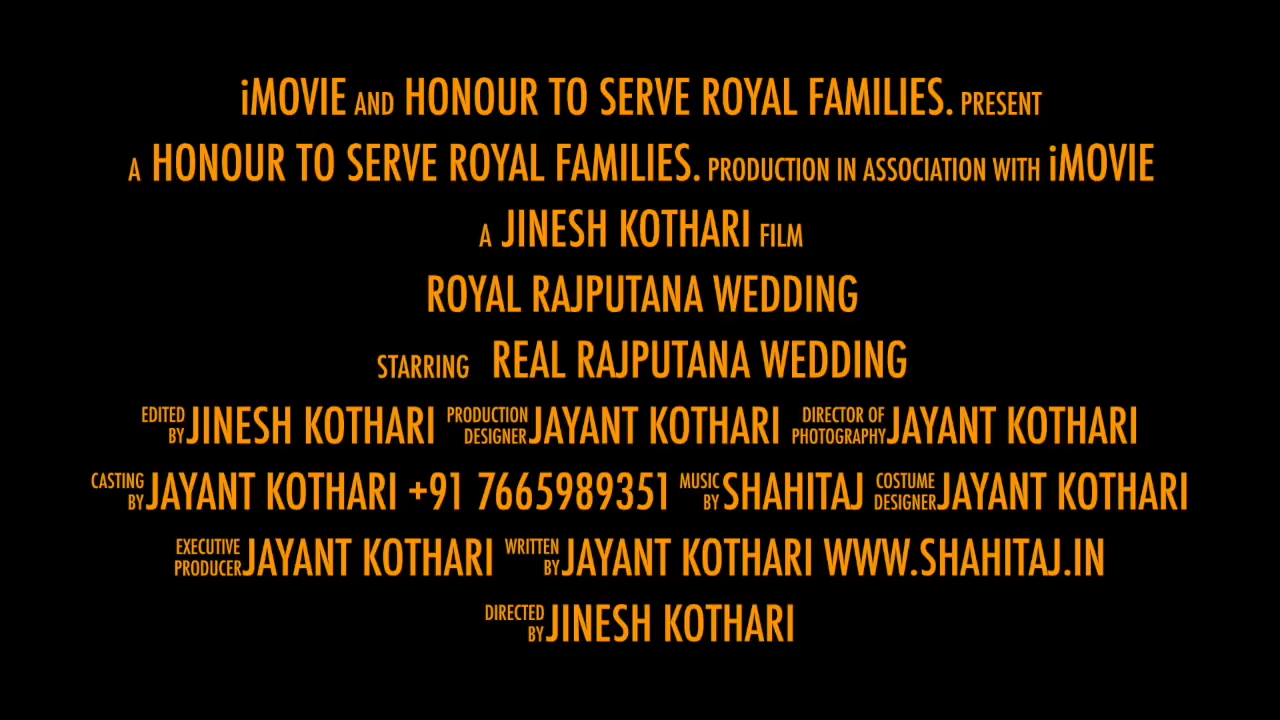 iMOVIE AND HONOUR TO SERVE ROYAL FAMILIES. PRESENT
A HONOUR TO SERVE ROYAL FAMILIES. PRODUCTION IN ASSOCIATION WITH iMOVIE
A JINESH KOTHARI FILM
ROYAL RAJPUTANA WEDDING
STARRING REAL RAJPUTANA WEDDING
EDITED BY JINESH KOTHARI PRODUCTION DESIGNER JAYANT KOTHARI DIRECTOR OF PHOTOGRAPHY JAYANT KOTHARI
CASTING BY JAYANT KOTHARI +91 7665989351 MUSIC BY SHAHITAJ COSTUME DESIGNER JAYANT KOTHARI
EXECUTIVE PRODUCER JAYANT KOTHARI WRITTEN BY JAYANT KOTHARI WWW.SHAHITAJ.IN
DIRECTED BY JINESH KOTHARI